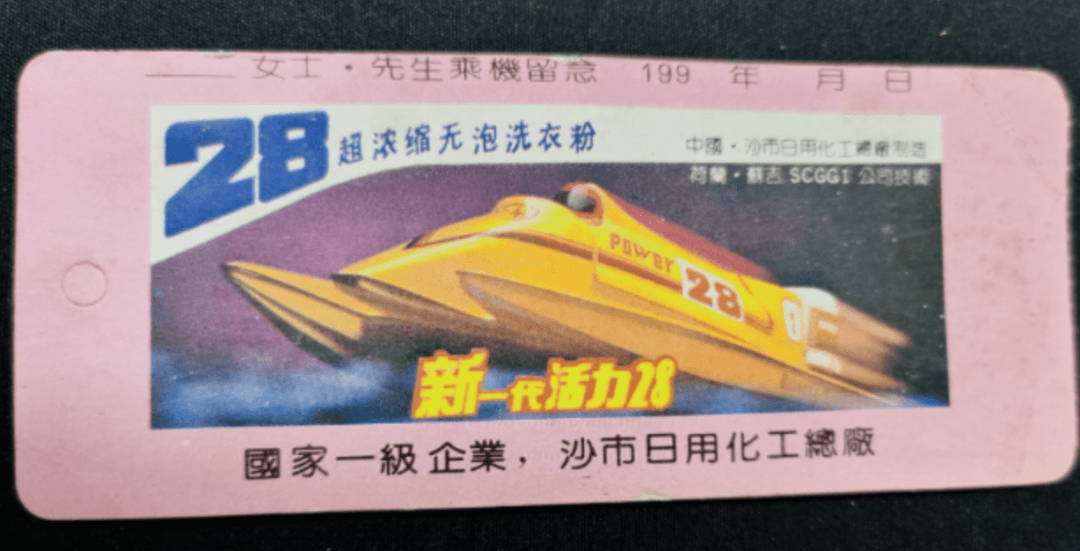 女士·先生乘機留念 199 年 月 日
28 超浓缩无泡洗衣粉
中國·沙市日用化工總廠制造
荷蘭·蘇吉 SCGG1 公司技術
POWER 28
新一代活力28
國家一級企業，沙市日用化工總廠